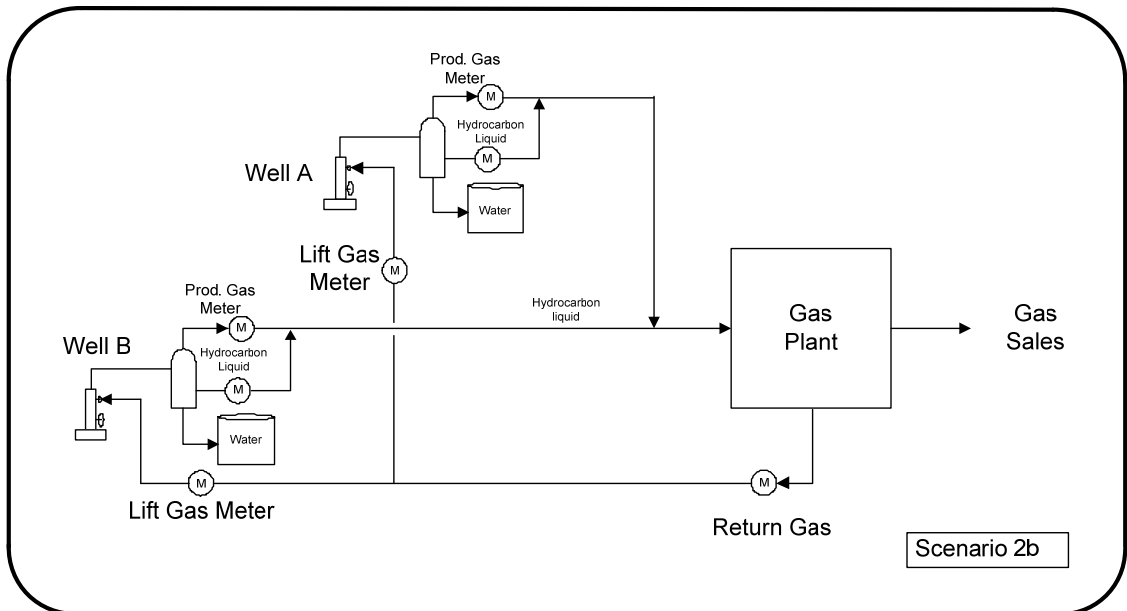 Prod. Gas
Meter
M
Hydrocarbon
Liquid
M
Well A
Water
Lift Gas
Meter
M
Prod. Gas
Meter
M
Hydrocarbon
liquid
Gas
Plant
Gas
Sales
Well B
Hydrocarbon
Liquid
M
Water
M
Lift Gas Meter
M
Return Gas
Scenario 2b